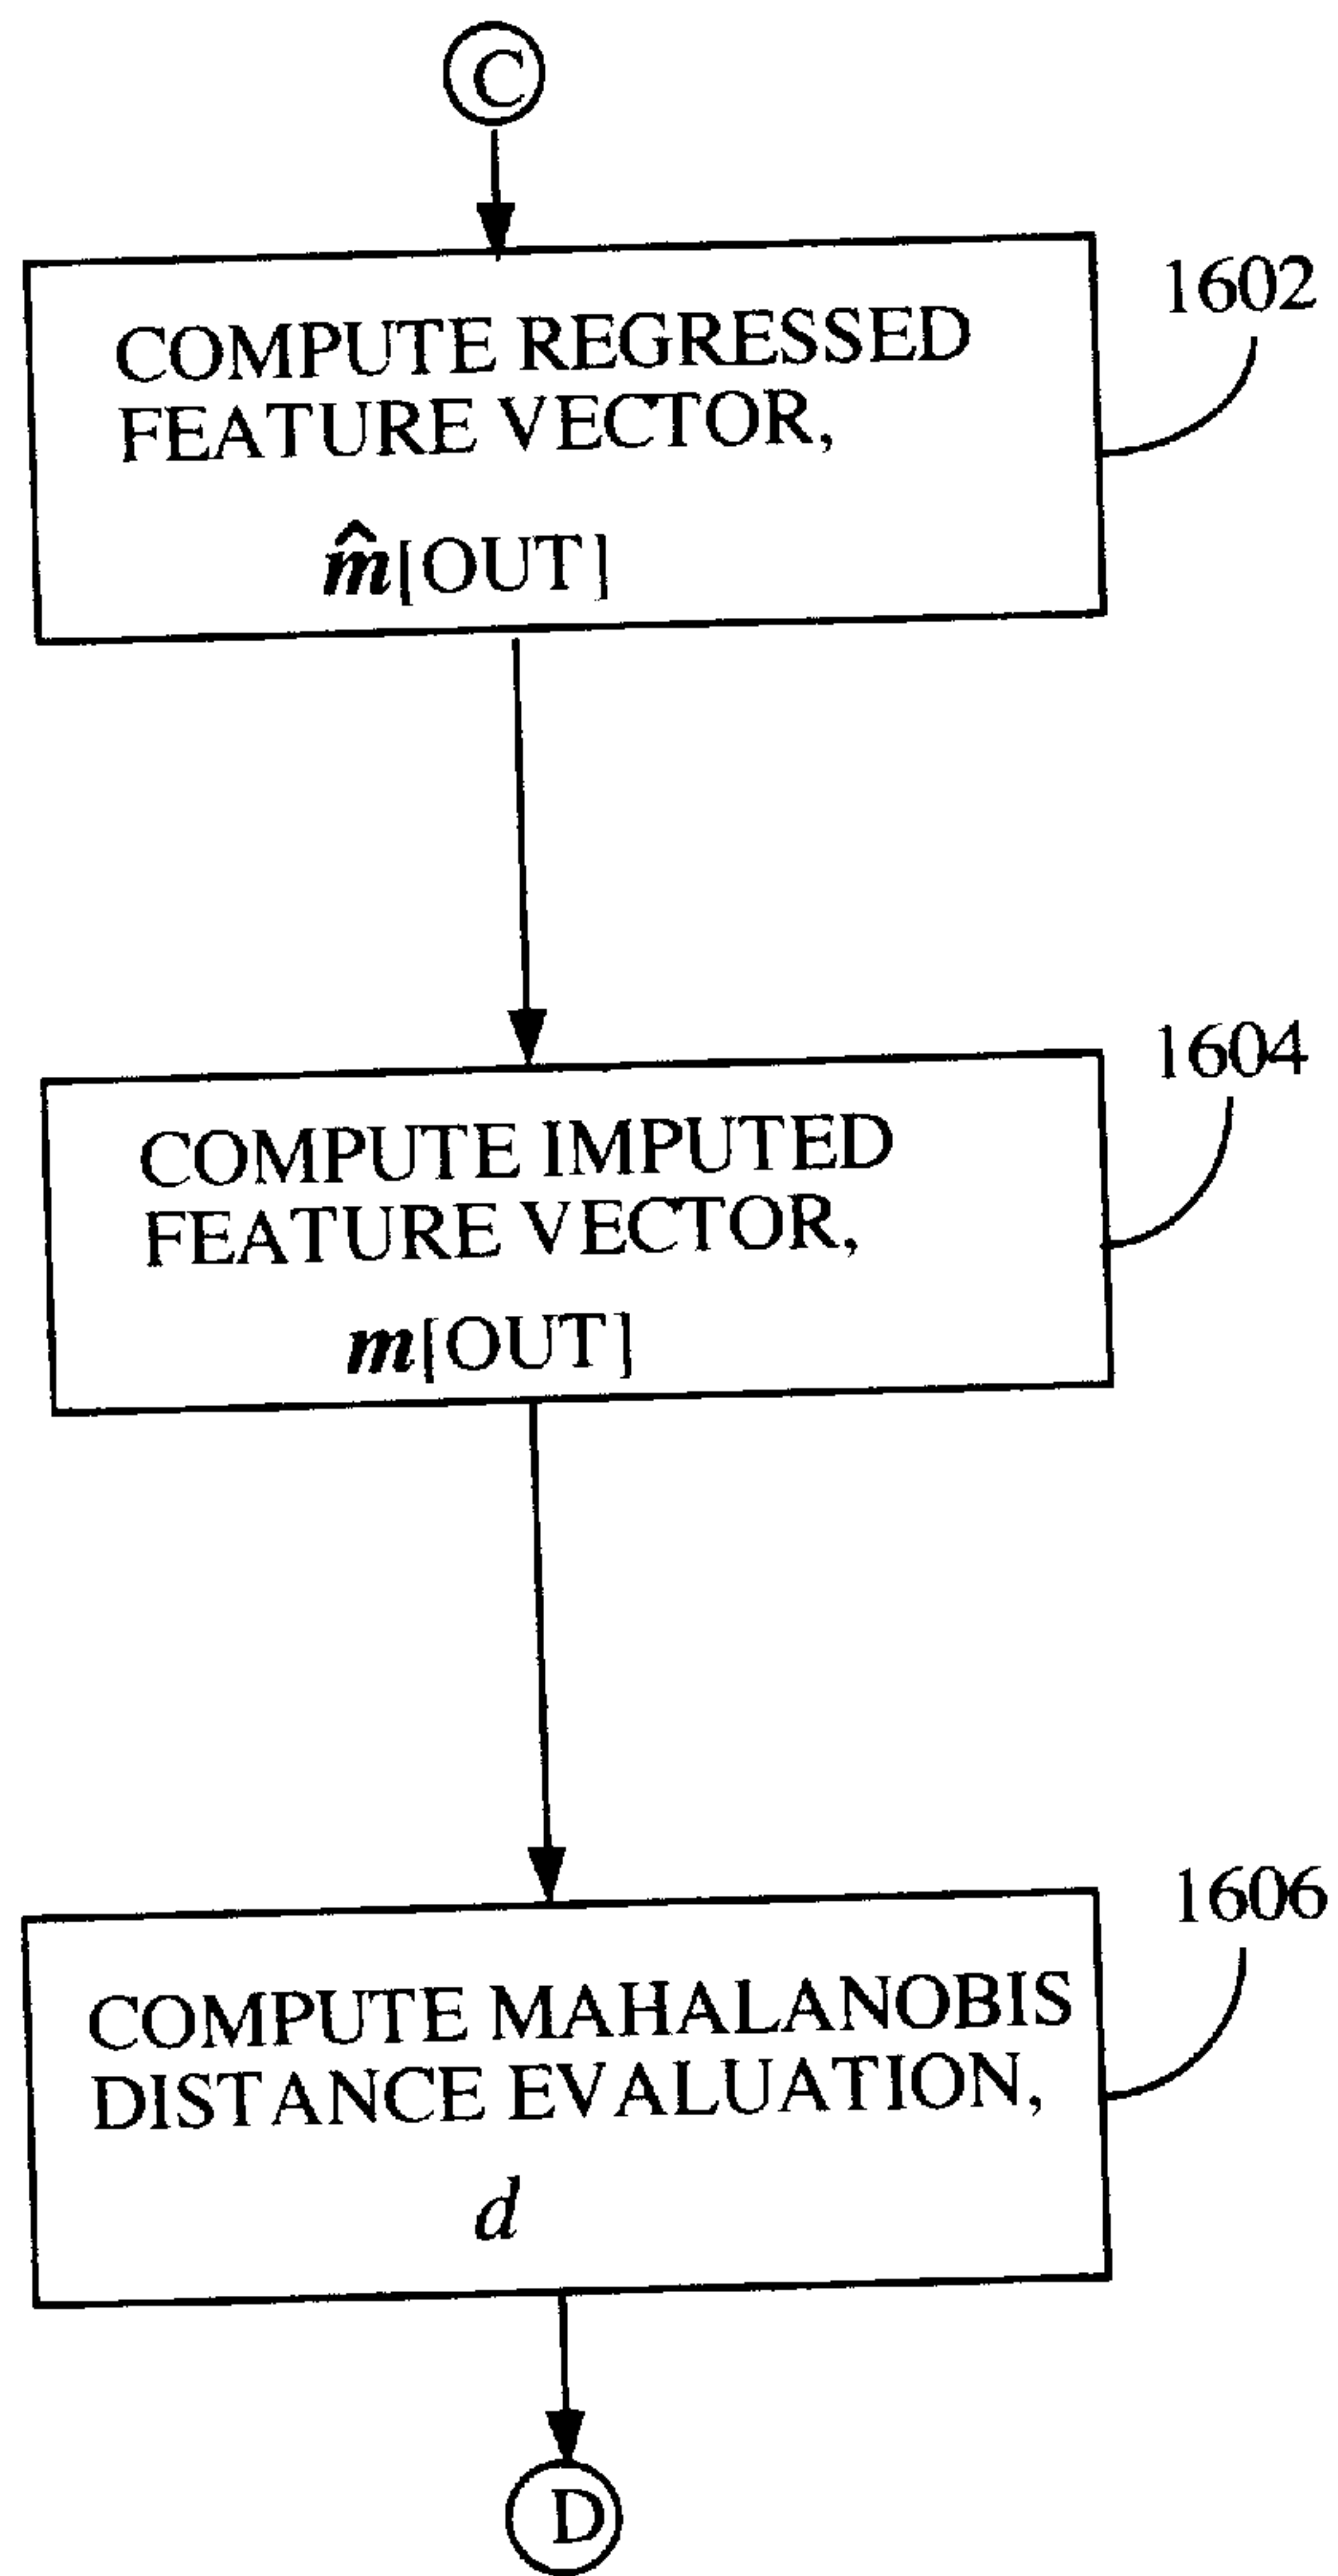 C
1602
COMPUTE REGRESSED
FEATURE VECTOR,
m̂[OUT]
1604
COMPUTE IMPUTED
FEATURE VECTOR,
m[OUT]
1606
COMPUTE MAHALANOBIS
DISTANCE EVALUATION,
d
D